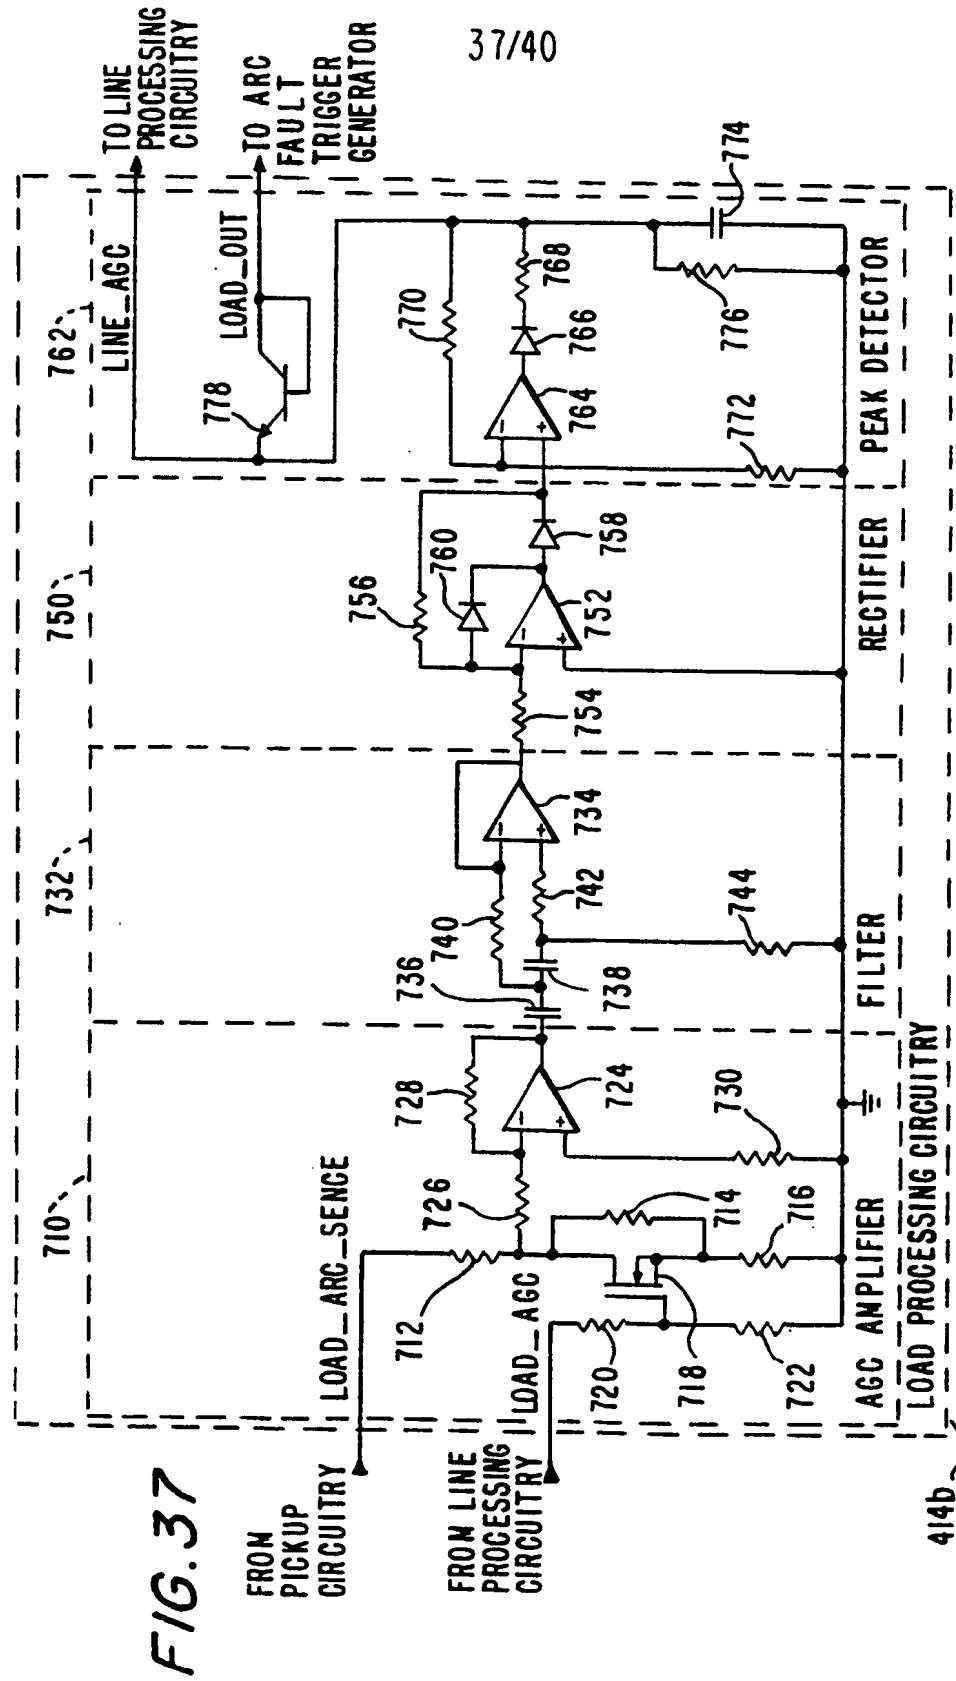 37/40
FIG. 37
FROM
PICKUP
CIRCUITRY
FROM LINE
PROCESSING
CIRCUITRY
TO LINE
PROCESSING
CIRCUITRY
TO ARC
FAULT
TRIGGER
GENERATOR
710
732
750
762
LINE_AGC
LOAD_OUT
778
LOAD_ARC_SENCE
712
LOAD_AGC
726
728
724
720
718
722
714
716
730
736
740
738
742
734
744
754
756
760
752
758
770
764
766
768
772
776
774
AGC AMPLIFIER
FILTER
RECTIFIER
PEAK DETECTOR
LOAD PROCESSING CIRCUITRY
414b